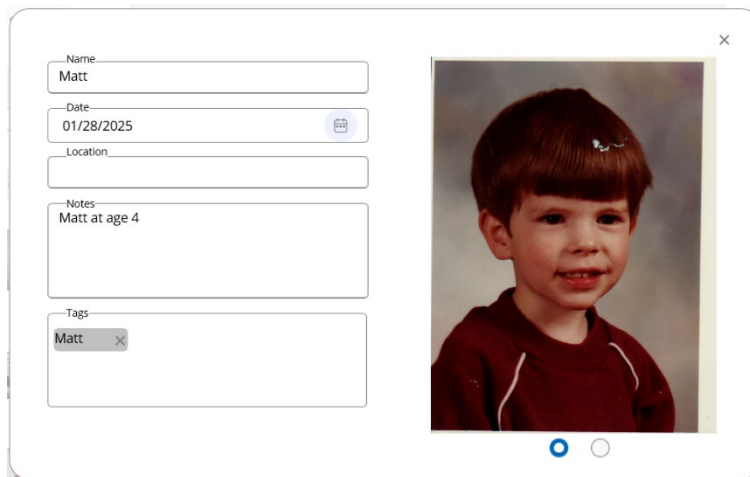 Name
Matt
Date
01/28/2025
Location
Notes
Matt at age 4
Tags
Matt